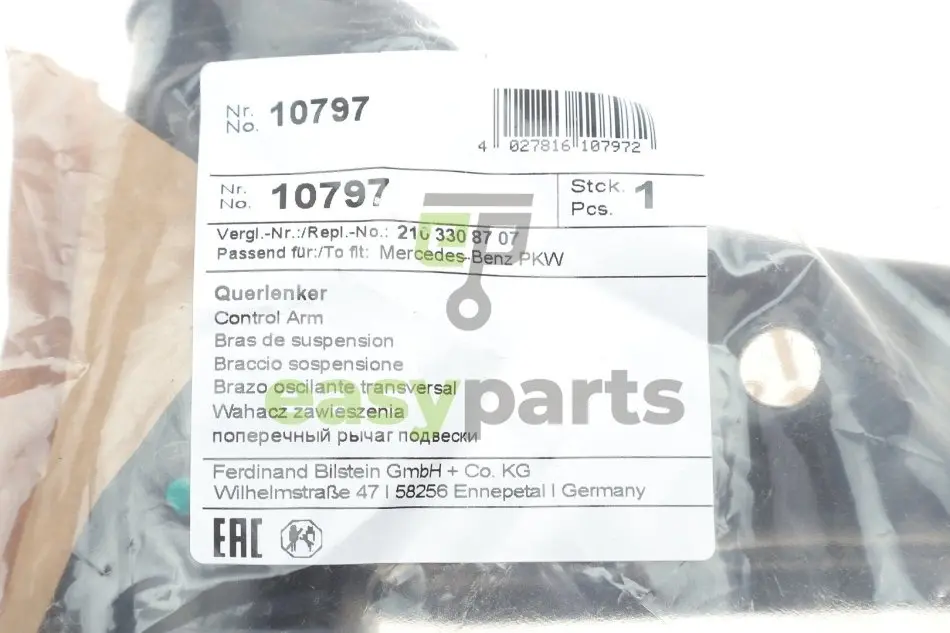 Nr.
No. 10797
4 027816 107972
Nr.
No. 10797
Stck.
Pcs. 1
Vergl.-Nr.:/Repl.-No.: 210 330 87 07
Passend für:/To fit: Mercedes-Benz PKW
Querlenker
Control Arm
Bras de suspension
Braccio sospensione
Brazo oscilante transversal
easyparts
Wahacz zawieszenia
поперечный рычаг подвески
Ferdinand Bilstein GmbH + Co. KG
Wilhelmstraße 47 | 58256 Ennepetal | Germany
EAC